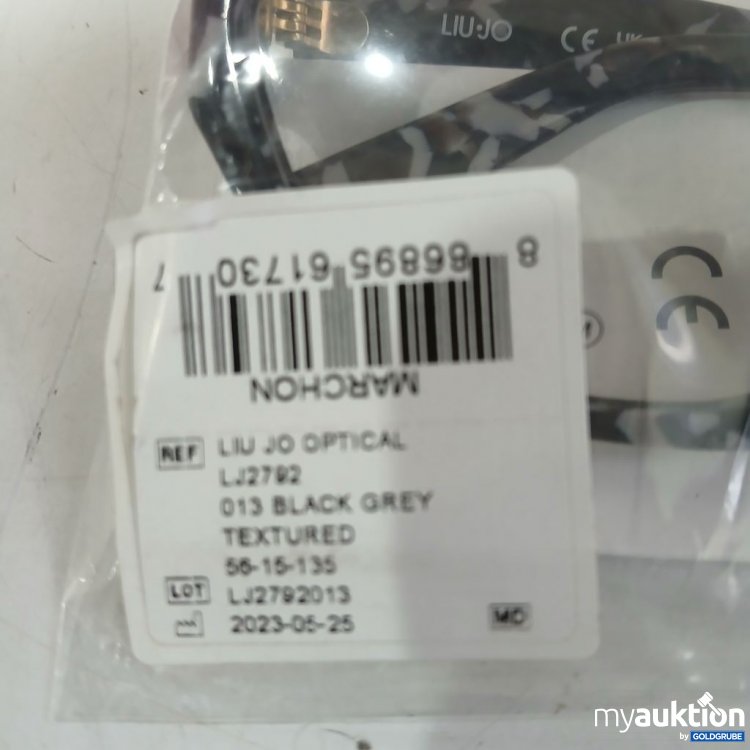 LIU·JO CE
8 86895 61730 7
MARCHON
CE
REF LIU JO OPTICAL
LJ2792
013 BLACK GREY
TEXTURED
56-15-135
LOT LJ2792013
2023-05-25 MD
myauktion
by GOLDGRUBE